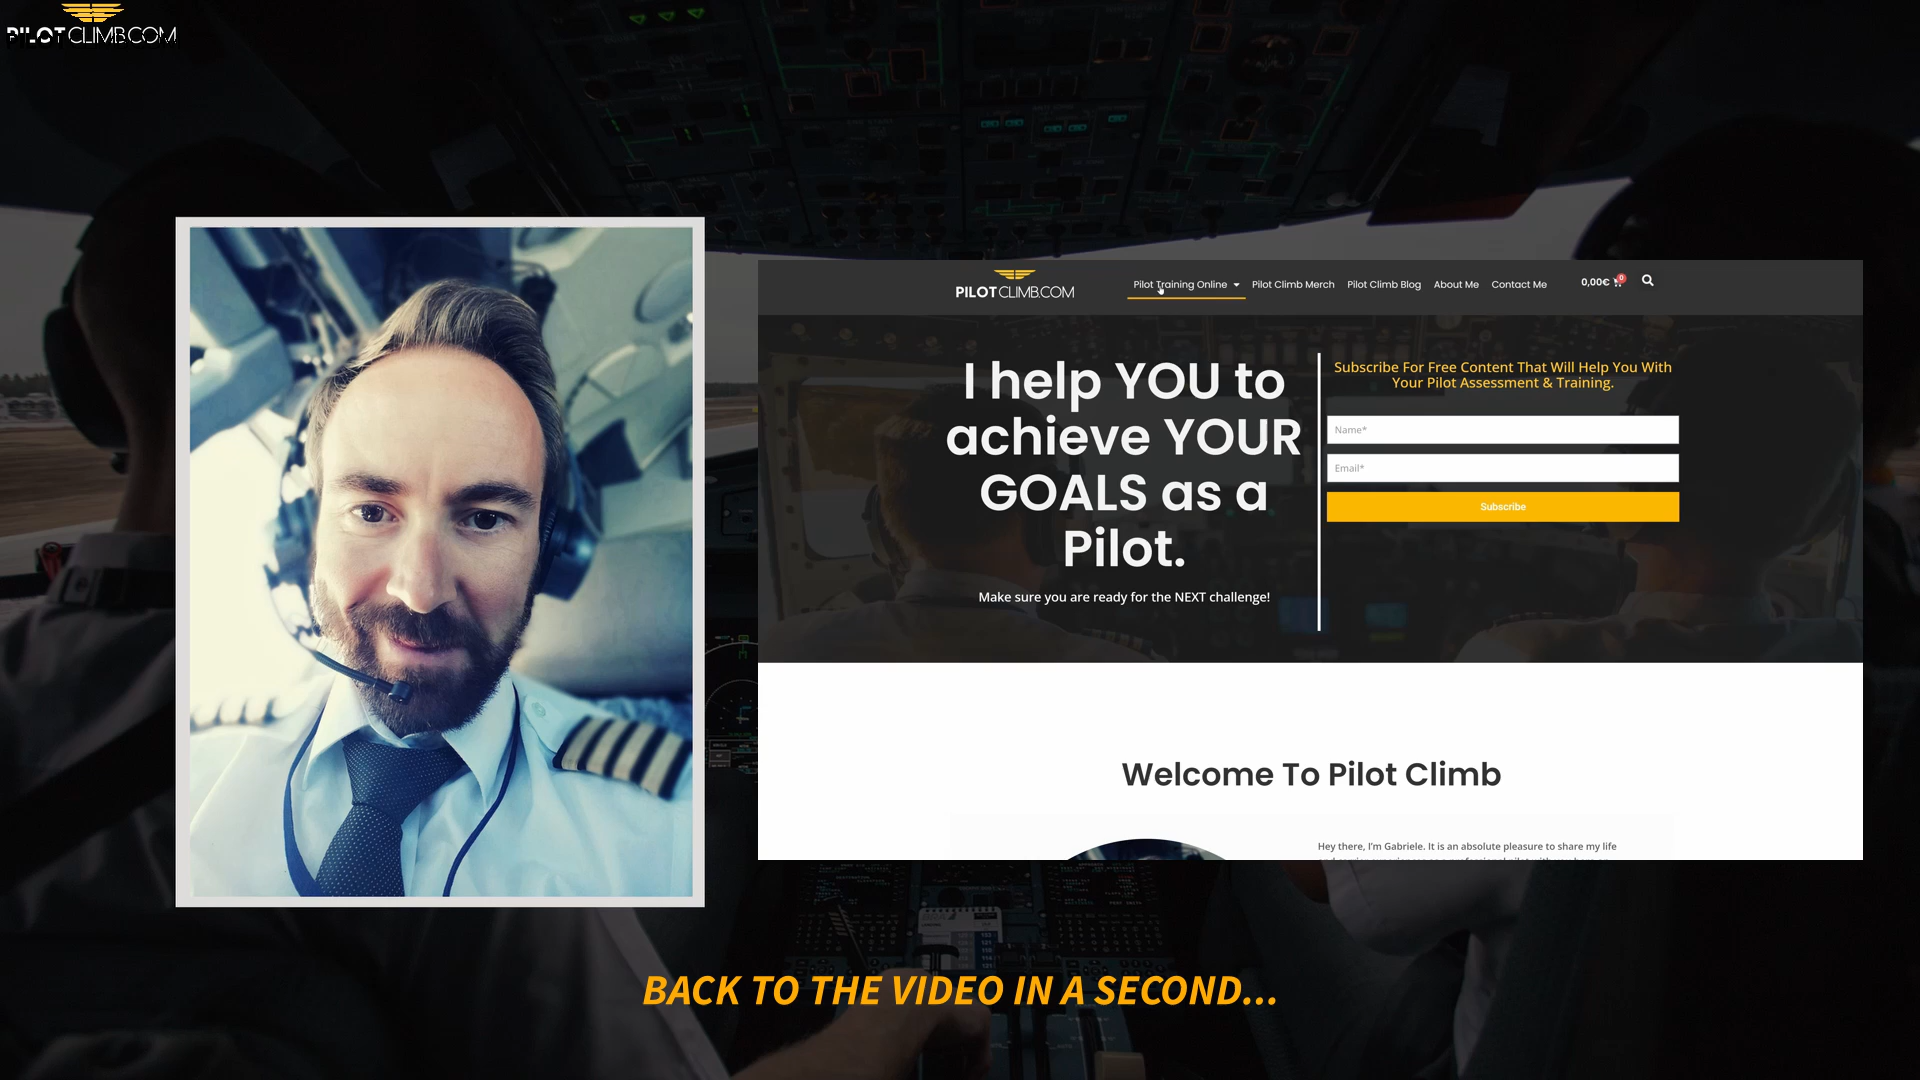 PILOTCLIMB.COM
PILOTCLIMB.COM
Pilot Training Online
Pilot Climb Merch
Pilot Climb Blog
About Me
Contact Me
0,00€
0
I help YOU to
achieve YOUR
GOALS as a
Pilot.
Make sure you are ready for the NEXT challenge!
Subscribe For Free Content That Will Help You With
Your Pilot Assessment & Training.
Name*
Email*
Subscribe
Welcome To Pilot Climb
Hey there, I'm Gabriele. It is an absolute pleasure to share my life
BACK TO THE VIDEO IN A SECOND...